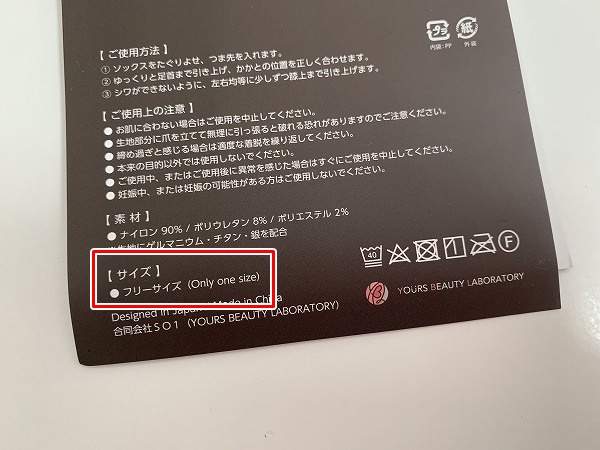 プラ 紙
内袋:PP 外袋
【 ご使用方法 】
① ソックスをたぐりよせ、つま先を入れます。
② ゆっくりと足首まで引き上げ、かかとの位置を正しく合わせます。
③ シワができないように、左右均等に少しずつ膝上まで引き上げます。
【 ご使用上の注意 】
● お肌に合わない場合はご使用を中止してください。
● 生地部分に爪を立てて無理に引っ張ると破れる恐れがありますのでご注意ください。
● 締め過ぎと感じる場合は適度な着脱を繰り返してください。
● 本来の目的以外では使用しないでください。
● ご使用中、またはご使用後に異常を感じた場合はすぐにご使用を中止してください。
● 妊娠中、または妊娠の可能性がある方はご使用しないでください。
【 素 材 】
● ナイロン 90% / ポリウレタン 8% / ポリエステル 2%
※生地にゲルマニウム・チタン・銀を配合
40 1 F
【 サイズ 】
● フリーサイズ (Only one size)
Designed in Japan / Made in China
合同会社SO1 (YOURS BEAUTY LABORATORY)
YOURS BEAUTY LABORATORY